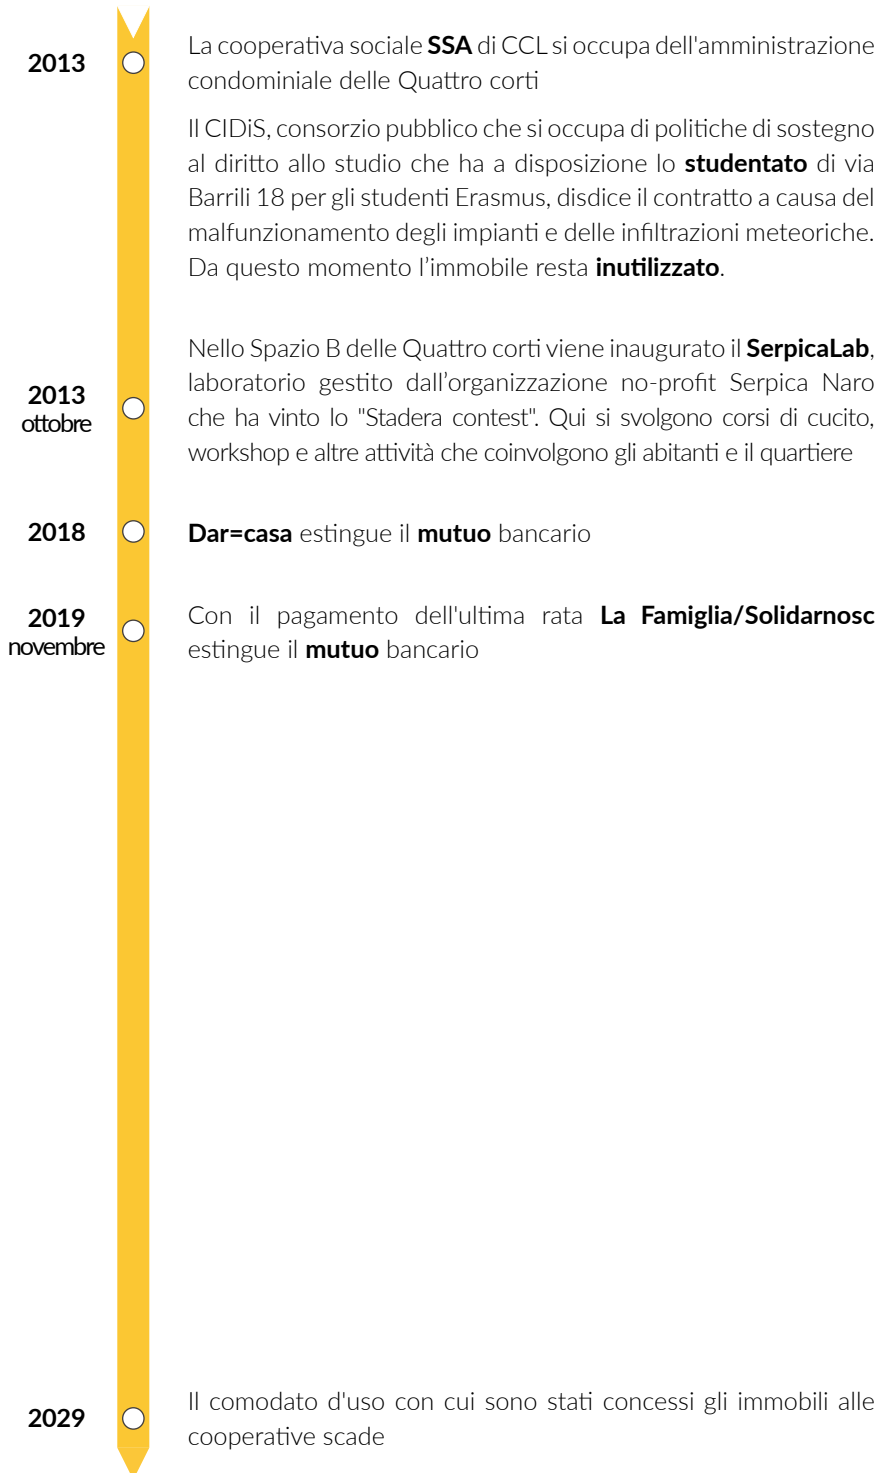 2013
La cooperativa sociale SSA di CCL si occupa dell'amministrazione
condominiale delle Quattro corti
Il CIDiS, consorzio pubblico che si occupa di politiche di sostegno
al diritto allo studio che ha a disposizione lo studentato di via
Barrili 18 per gli studenti Erasmus, disdice il contratto a causa del
malfunzionamento degli impianti e delle infiltrazioni meteoriche.
Da questo momento l’immobile resta inutilizzato.
2013
ottobre
Nello Spazio B delle Quattro corti viene inaugurato il SerpicaLab,
laboratorio gestito dall’organizzazione no-profit Serpica Naro
che ha vinto lo "Stadera contest". Qui si svolgono corsi di cucito,
workshop e altre attività che coinvolgono gli abitanti e il quartiere
2018
Dar=casa estingue il mutuo bancario
2019
novembre
Con il pagamento dell'ultima rata La Famiglia/Solidarnosc
estingue il mutuo bancario
2029
Il comodato d'uso con cui sono stati concessi gli immobili alle
cooperative scade